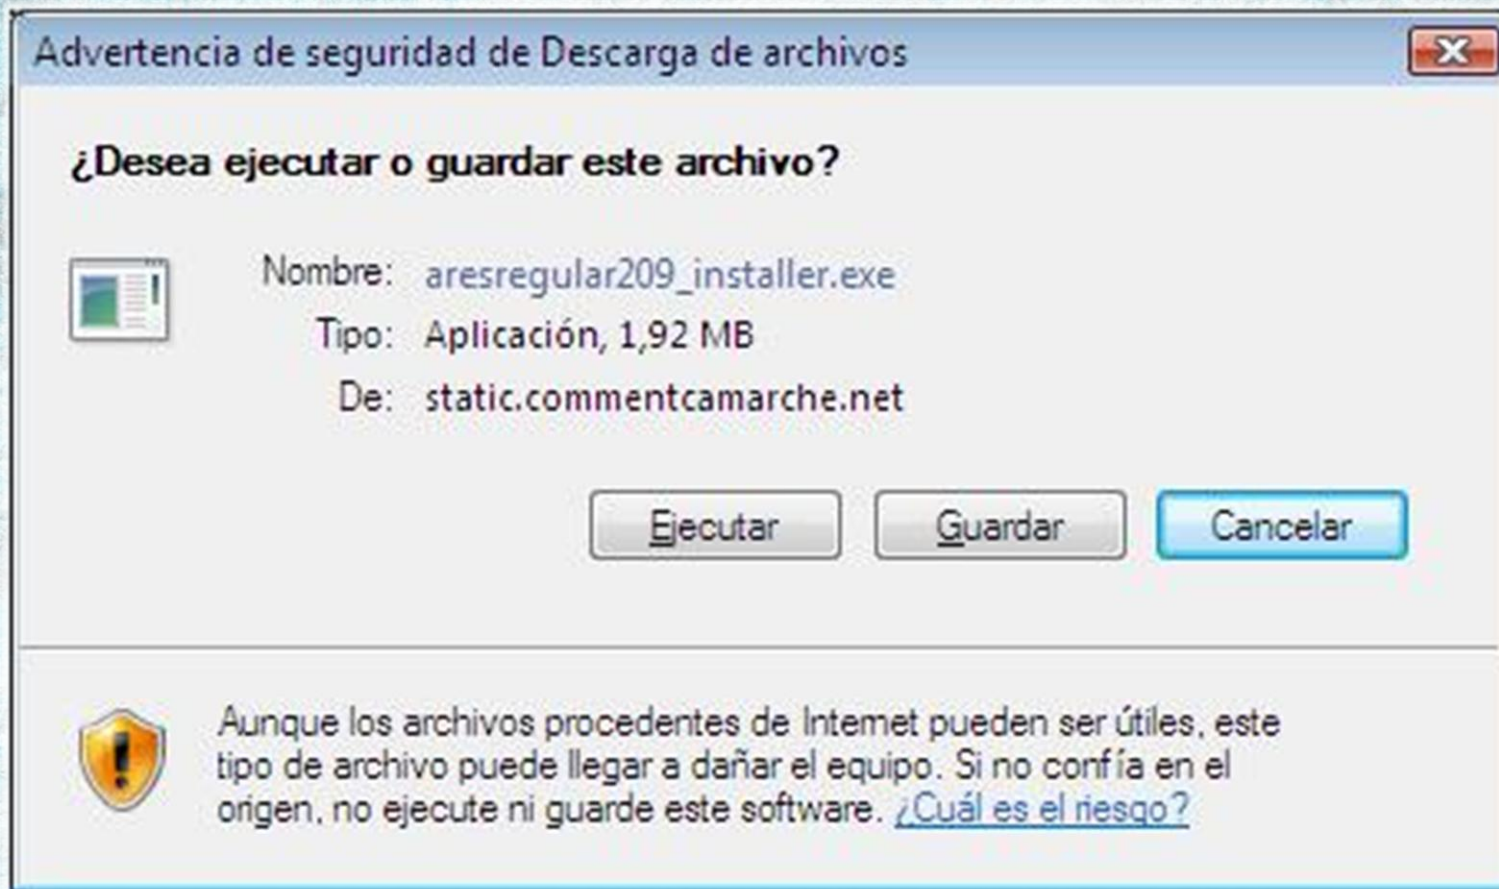 Advertencia de seguridad de Descarga de archivos
¿Desea ejecutar o guardar este archivo?
Nombre: aresregular209_installer.exe
Tipo: Aplicación, 1,92 MB
De: static.commentcamarche.net
Ejecutar Guardar Cancelar
Aunque los archivos procedentes de Internet pueden ser útiles, este
tipo de archivo puede llegar a dañar el equipo. Si no confía en el
origen, no ejecute ni guarde este software. ¿Cuál es el riesgo?